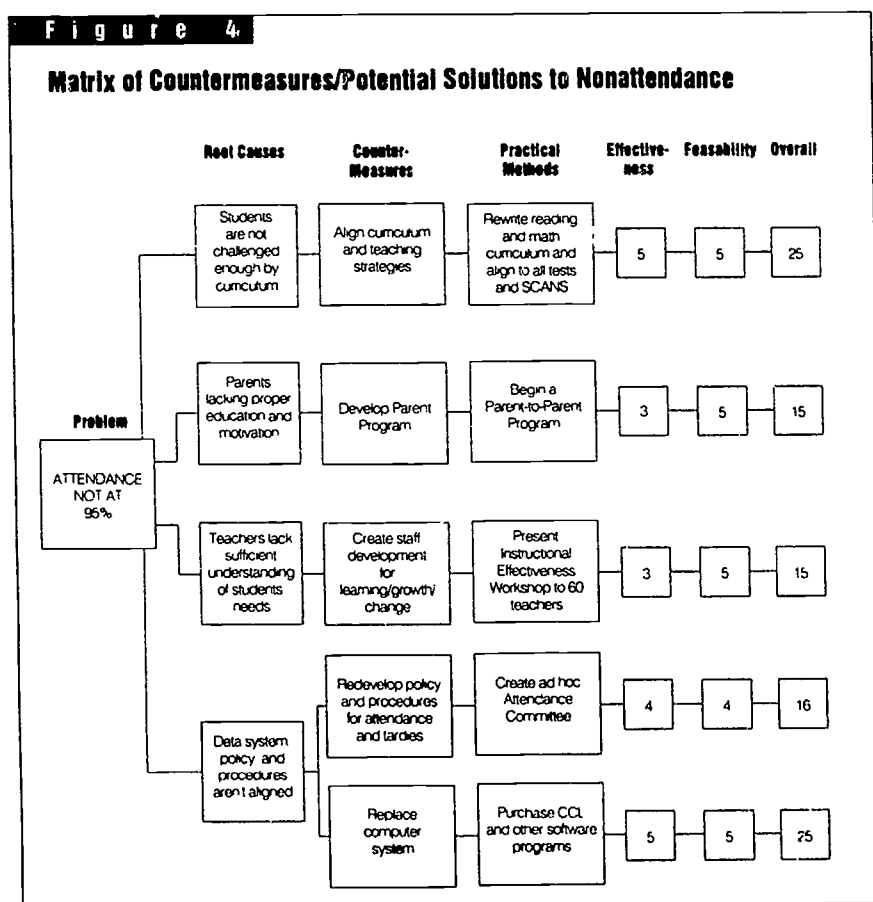 Figure 4
Matrix of Countermeasures/Potential Solutions to Nonattendance
Root Causes
Counter-
Measures
Practical
Methods
Effective-
ness
Feasability
Overall
Students
are not
challenged
enough by
curriculum
Align curriculum
and teaching
strategies
Rewrite reading
and math
curriculum and
align to all tests
and SCANS
5
5
25
Problem
ATTENDANCE
NOT AT
95%
Parents
lacking proper
education and
motivation
Develop Parent
Program
Begin a
Parent-to-Parent
Program
3
5
15
Teachers lack
sufficient
understanding
of students
needs
Create staff
development
for
learning/growth/
change
Present
Instructional
Effectiveness
Workshop to 60
teachers
3
5
15
Data system
policy and
procedures
aren't aligned
Redevelop policy
and procedures
for attendance
and tardies
Create ad hoc
Attendance
Committee
4
4
16
Replace
computer
system
Purchase CCL
and other software
programs
5
5
25